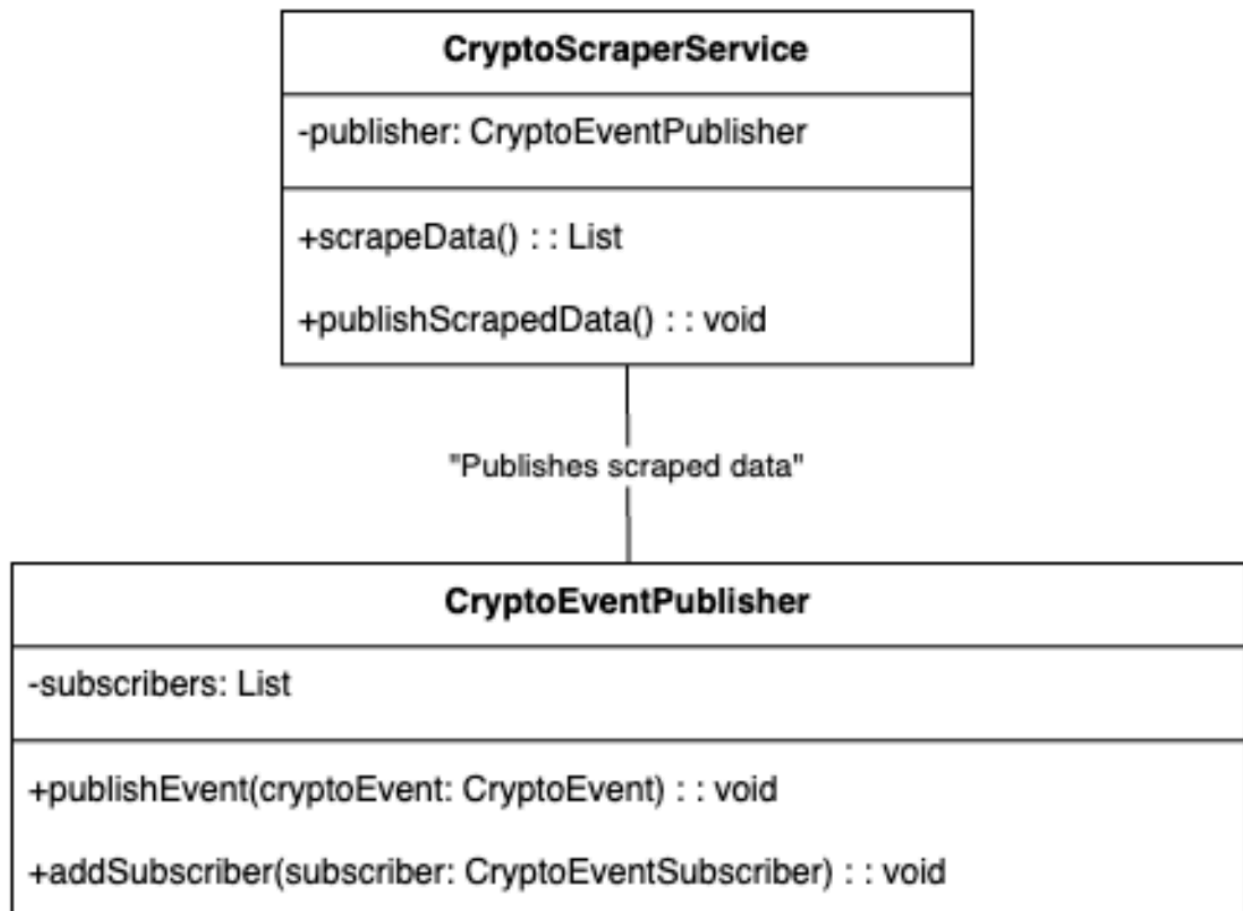 CryptoScraperService
-publisher: CryptoEventPublisher
+scrapeData() : : List
+publishScrapedData() : : void
"Publishes scraped data"
CryptoEventPublisher
-subscribers: List
+publishEvent(cryptoEvent: CryptoEvent) : : void
+addSubscriber(subscriber: CryptoEventSubscriber) : : void